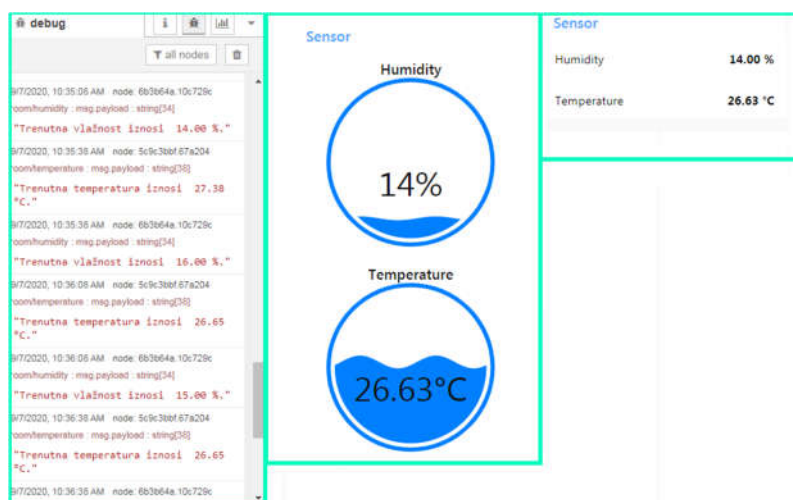 debug
i
all nodes
9/7/2020, 10:35:08 AM node: 6b3b64a.10c729c
room/humidity : msg.payload : string[34]
"Trenutna vlažnost iznosi 14.00 %."
9/7/2020, 10:35:38 AM node: 5c9c3bbf.67a204
room/temperature : msg.payload : string[38]
"Trenutna temperatura iznosi 27.38
°C."
9/7/2020, 10:35:38 AM node: 6b3b64a.10c729c
room/humidity : msg.payload : string[34]
"Trenutna vlažnost iznosi 16.00 %."
9/7/2020, 10:36:08 AM node: 5c9c3bbf.67a204
room/temperature : msg.payload : string[38]
"Trenutna temperatura iznosi 26.65
°C."
9/7/2020, 10:36:08 AM node: 6b3b64a.10c729c
room/humidity : msg.payload : string[34]
"Trenutna vlažnost iznosi 15.00 %."
9/7/2020, 10:36:38 AM node: 5c9c3bbf.67a204
room/temperature : msg.payload : string[38]
"Trenutna temperatura iznosi 26.65
°C."
9/7/2020, 10:36:38 AM node: 6b3b64a.10c729c
Sensor
Humidity
14%
Temperature
26.63°C
Sensor
Humidity 14.00 %
Temperature 26.63 °C